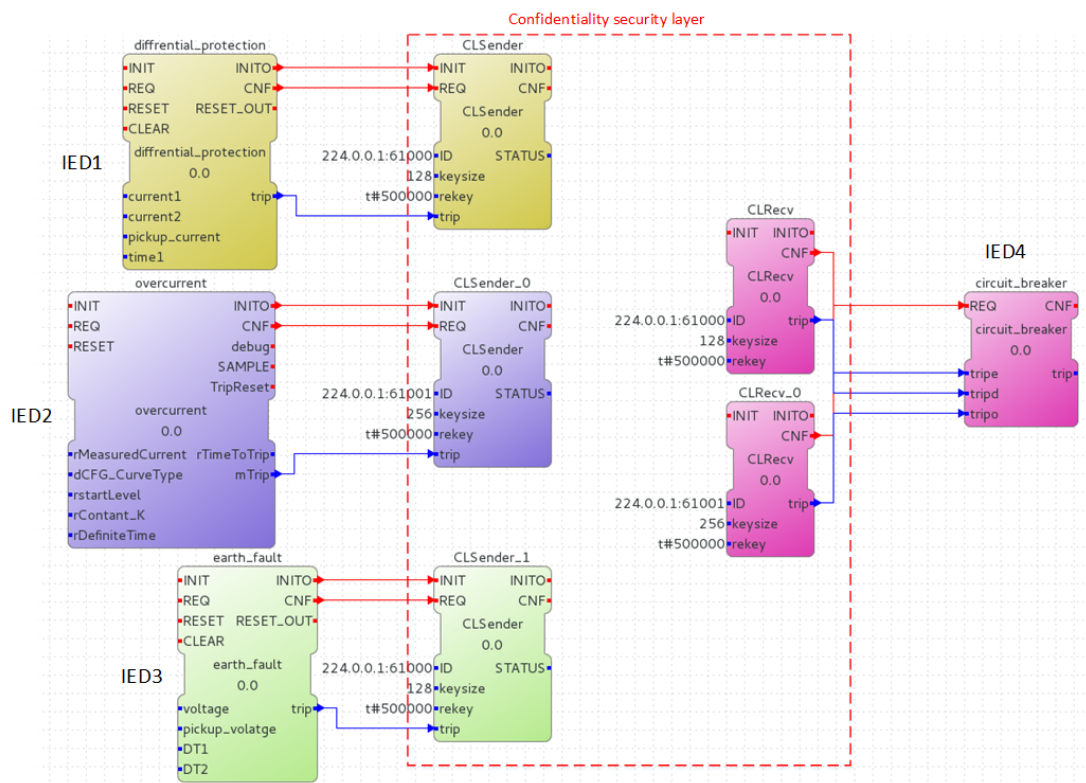 Confidentiality security layer
diffrential_protection
INIT INITO
REQ CNF
RESET RESET_OUT
CLEAR
diffrential_protection
0.0
current1 trip
current2
pickup_current
time1
IED1
CLSender
INIT INITO
REQ CNF
CLSender
0.0
224.0.0.1:61000 ID STATUS
128 keysize
t#500000 rekey
trip
overcurrent
INIT INITO
REQ CNF
RESET debug
SAMPLE
TripReset
overcurrent
0.0
rMeasuredCurrent rTimeToTrip
dCFG_CurveType mTrip
rstartLevel
rContant_K
rDefiniteTime
IED2
CLSender_0
INIT INITO
REQ CNF
CLSender
0.0
224.0.0.1:61001 ID STATUS
256 keysize
t#500000 rekey
trip
earth_fault
INIT INITO
REQ CNF
RESET RESET_OUT
CLEAR
earth_fault
0.0
voltage trip
pickup_volatge
DT1
DT2
IED3
CLSender_1
INIT INITO
REQ CNF
CLSender
0.0
224.0.0.1:61000 ID STATUS
128 keysize
t#500000 rekey
trip
CLRecv
INIT INITO
CNF
CLRecv
0.0
224.0.0.1:61000 ID trip
128 keysize
t#500000 rekey
CLRecv_0
INIT INITO
CNF
CLRecv
0.0
224.0.0.1:61001 ID trip
256 keysize
t#500000 rekey
IED4
circuit_breaker
REQ CNF
circuit_breaker
0.0
tripe trip
tripd
tripo